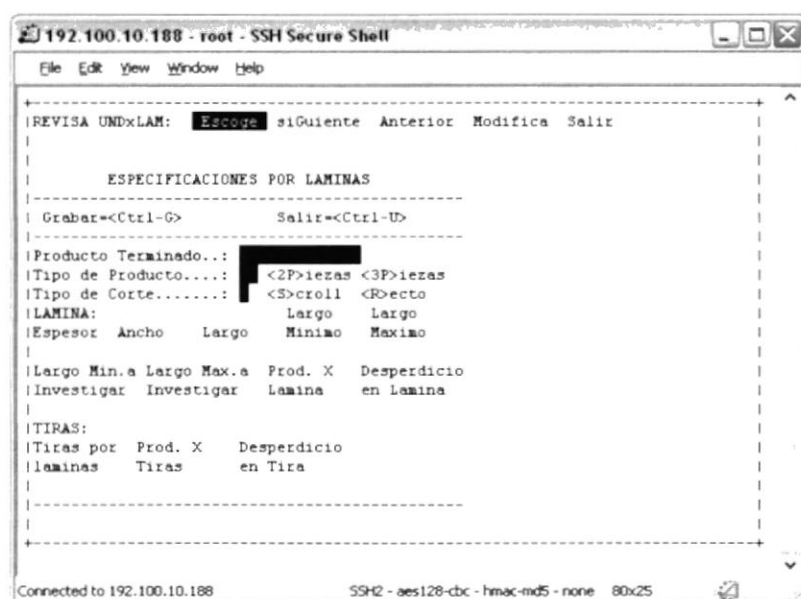 192.100.10.188 - root - SSH Secure Shell
File Edit View Window Help
REVISA UNDxLAM: Escoge siGuiente Anterior Modifica Salir
ESPECIFICACIONES POR LAMINAS
Grabar=<Ctrl-G> Salir=<Ctrl-U>
Producto Terminado..:
Tipo de Producto....: <2P>iezas <3P>iezas
Tipo de Corte.......: <S>croll <R>ecto
LAMINA: Largo Largo
Espesor Ancho Largo Minimo Maximo
Largo Min.a Largo Max.a Prod. X Desperdicio
Investigar Investigar Lamina en Lamina
TIRAS:
Tiras por Prod. X Desperdicio
laminas Tiras en Tira
Connected to 192.100.10.188 SSH2 - aes128-cbc - hmac-md5 - none 80x25